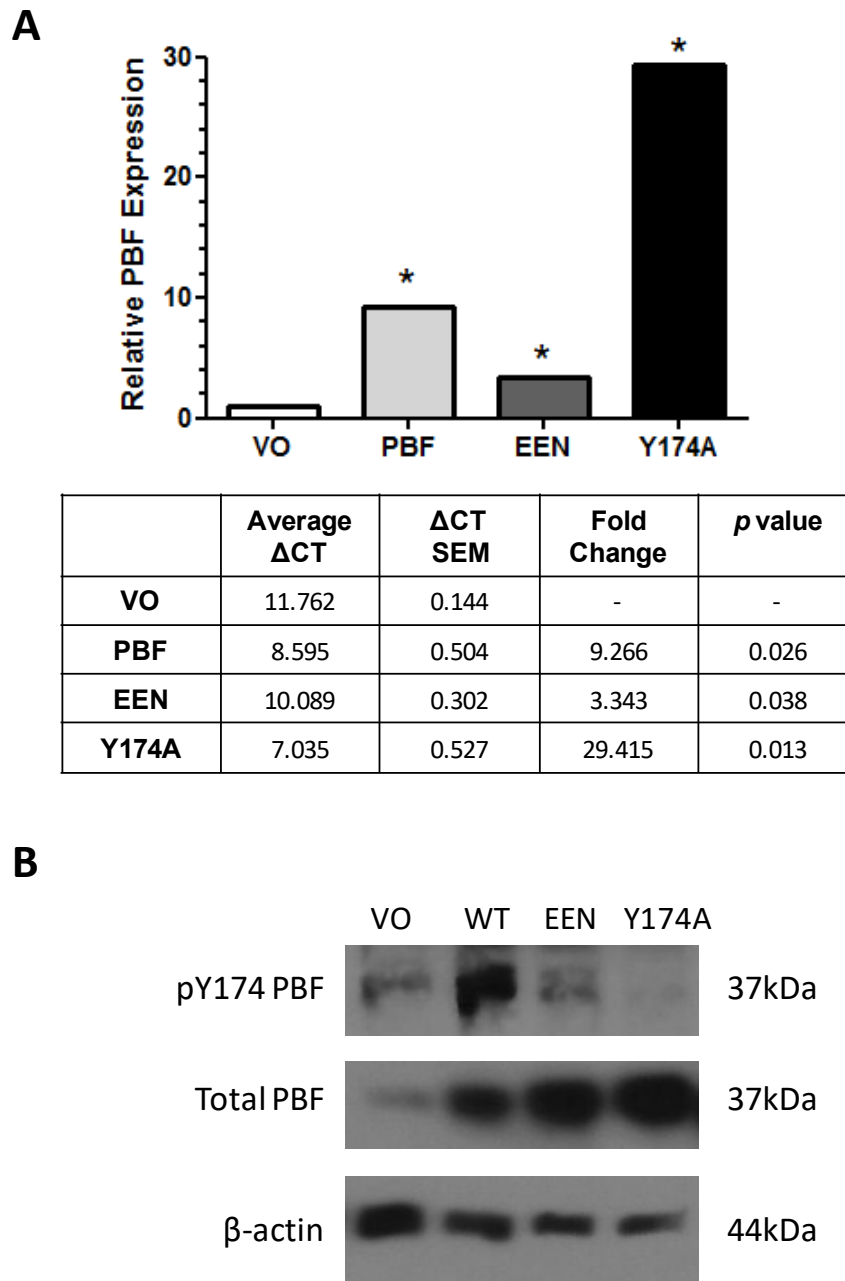 A
Relative PBF Expression
30
20
10
0
*
*
*
VO PBF EEN Y174A
Average ΔCT ΔCT SEM Fold Change p value
VO 11.762 0.144 - -
PBF 8.595 0.504 9.266 0.026
EEN 10.089 0.302 3.343 0.038
Y174A 7.035 0.527 29.415 0.013
B
VO WT EEN Y174A
pY174 PBF 37kDa
Total PBF 37kDa
β-actin 44kDa